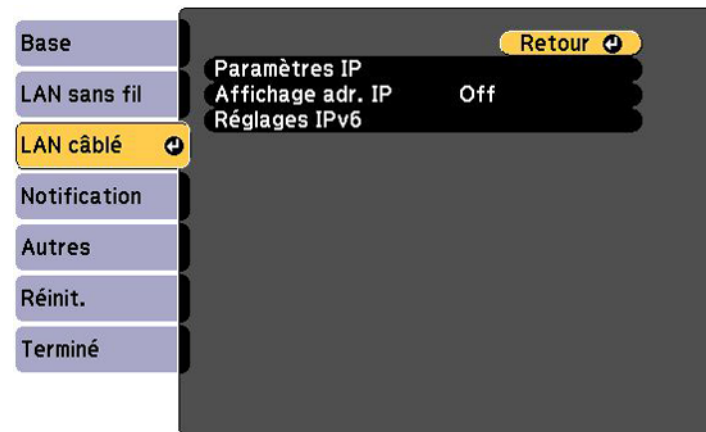 Base
LAN sans fil
LAN câblé
Notification
Autres
Réinit.
Terminé
Retour
Paramètres IP
Affichage adr. IP Off
Réglages IPv6